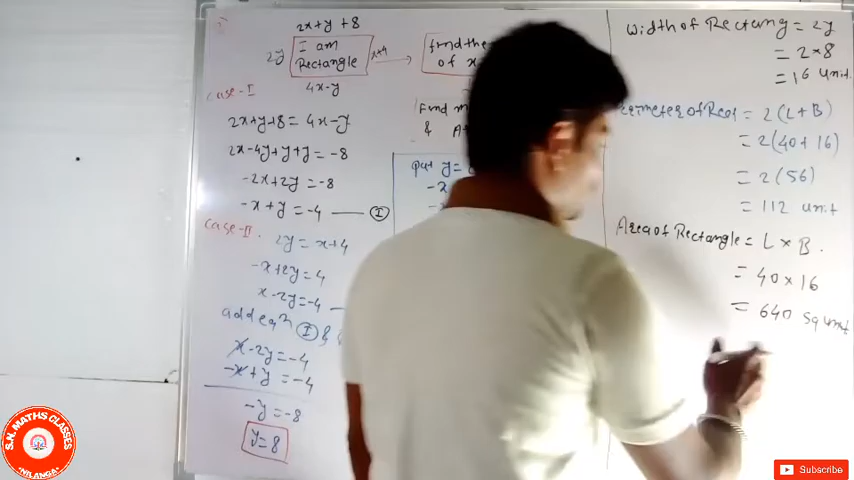 2x+y+8
2y
I am
Rectangle
x+4
4x-y
find the
of x
case-I
2x+y+8 = 4x-y
2x-4y+y+y = -8
-2x+2y = -8
-x+y = -4 — I
case-II.
2y = x+4
-x+2y = 4
x-2y = -4
add eqn I &
x-2y = -4
-x+y = -4
-y = -8
y = 8
find
& A
put y =
-x
Width of Rectang = 2y
= 2×8
= 16 unit
Perimeter of Rect = 2(L+B)
= 2(40+16)
= 2(56)
= 112 unit
Area of Rectangle = L×B.
= 40×16
= 640 sq unit
S.N. MATHS CLASSES
NILANGA
Subscribe